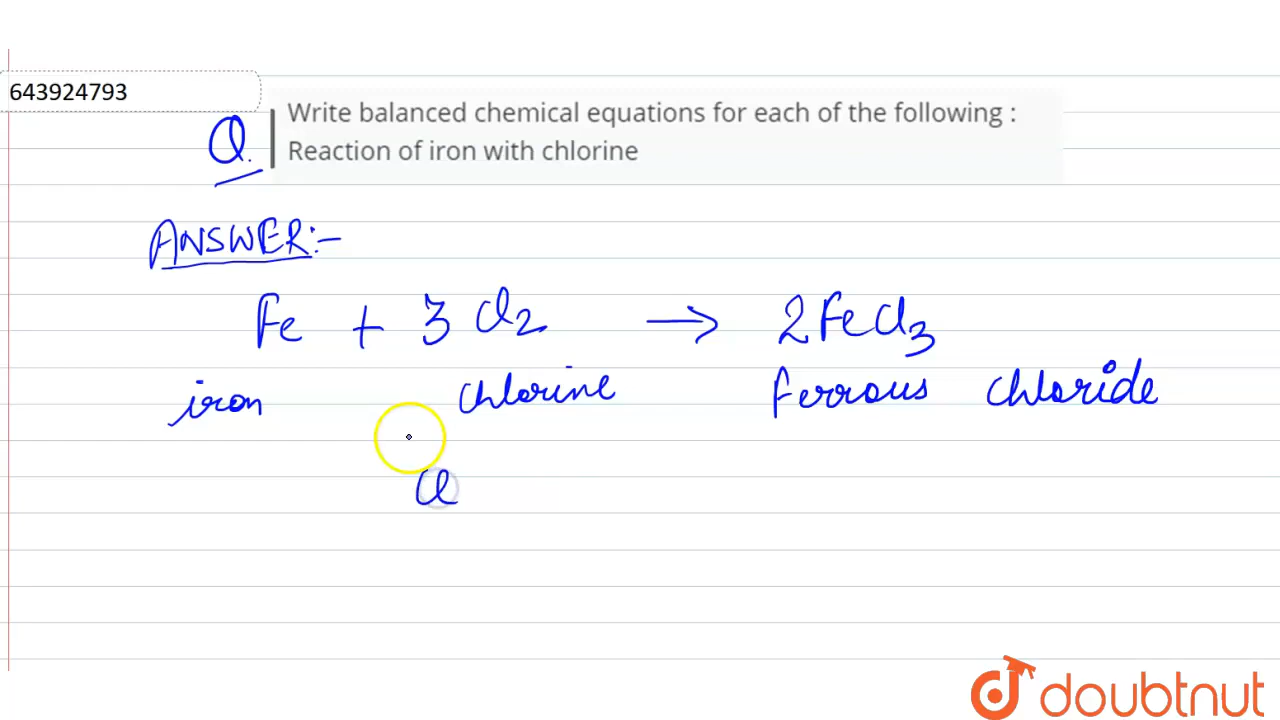 643924793
Q. Write balanced chemical equations for each of the following :
Reaction of iron with chlorine
ANSWER:-
Fe + 3 Cl2 → 2FeCl3
iron chlorine ferrous chloride
Cl
doubtnut